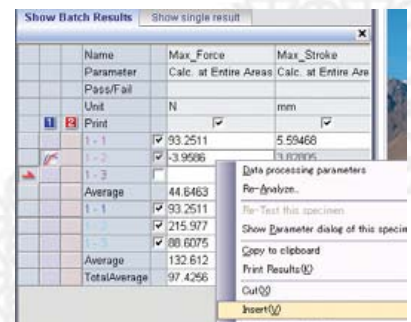 Show Batch Results Show single result
Name Max_Force Max_Stroke
Parameter Calc. at Entire Areas Calc. at Entire Are
Pass/Fail
Unit N mm
1 2 Print
1 - 1 93.2511 5.59468
1 - 2 -3.9586 3.82805
1 - 3
Average 44.6463
1 - 1 93.2511
215.977
88.6075
Average 132.612
TotalAverage 97.4256
Data processing parameters
Re-Analyze..
Re-Test this specimen
Show Parameter dialog of this specim
Copy to clipboard
Print Results(K)
Cut(X)
Insert(V)